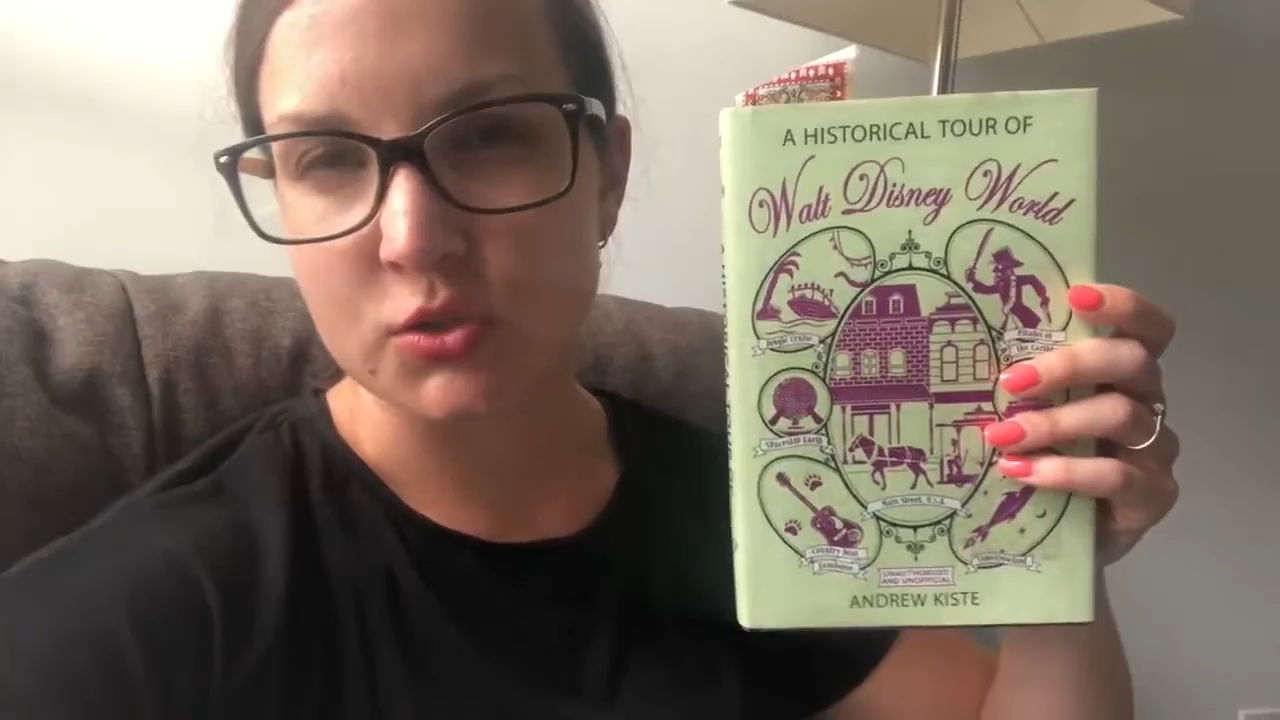 A HISTORICAL TOUR OF
Walt Disney World
Jungle Cruise
Pirates of
The Caribbean
Spaceship Earth
Main Street, U.S.A.
Country Bear
Jamboree
UNAUTHORIZED
AND UNOFFICIAL
ANDREW KISTE